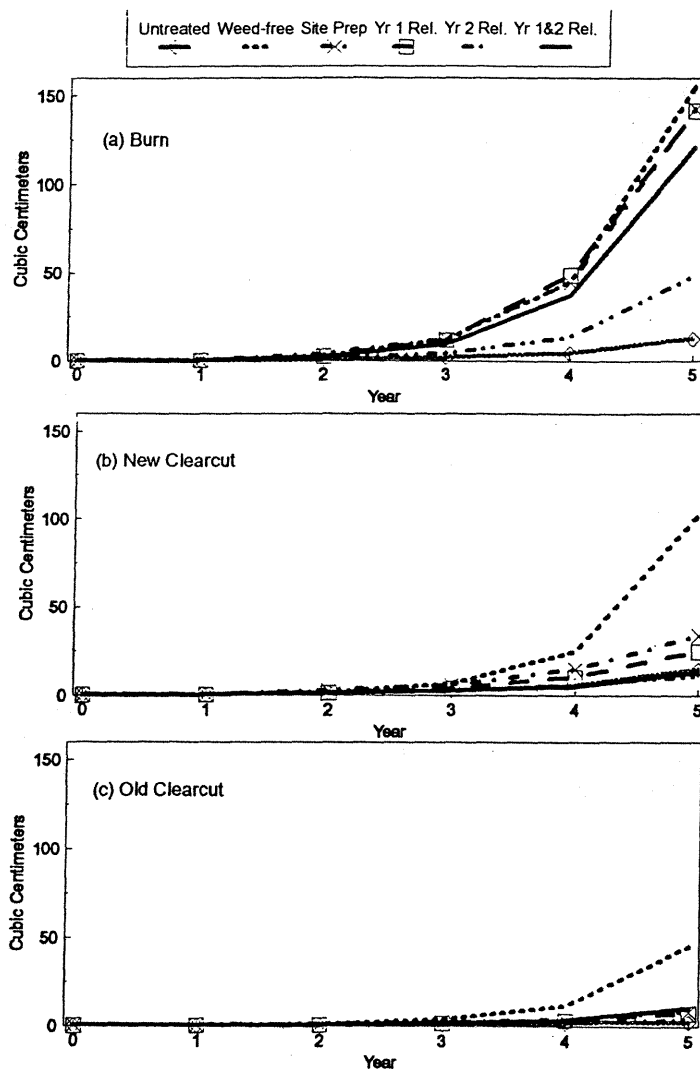 Untreated Weed-free Site Prep Yr 1 Rel. Yr 2 Rel. Yr 1&2 Rel.
150
100
50
0
Cubic Centimeters
(a) Burn
0 1 2 3 4 5
Year
150
100
50
0
Cubic Centimeters
(b) New Clearcut
0 1 2 3 4 5
Year
150
100
50
0
Cubic Centimeters
(c) Old Clearcut
0 1 2 3 4 5
Year